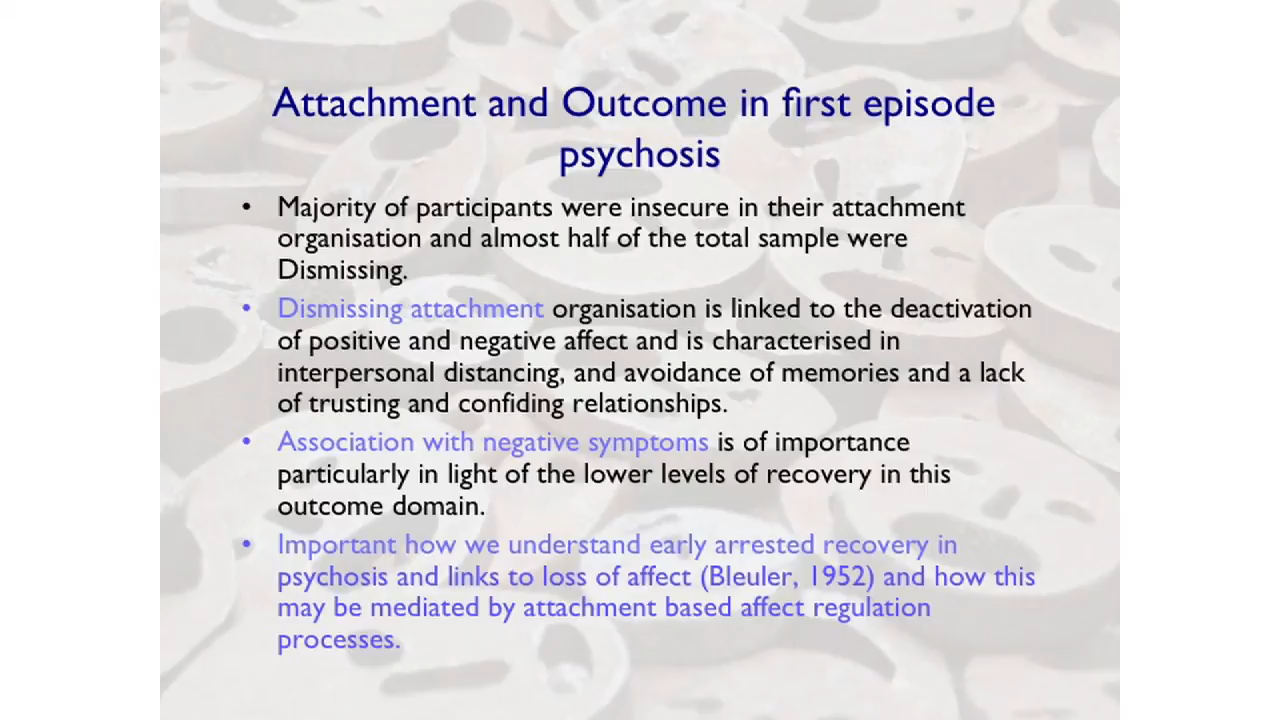 Attachment and Outcome in first episode
psychosis
• Majority of participants were insecure in their attachment
organisation and almost half of the total sample were
Dismissing.
• Dismissing attachment organisation is linked to the deactivation
of positive and negative affect and is characterised in
interpersonal distancing, and avoidance of memories and a lack
of trusting and confiding relationships.
• Association with negative symptoms is of importance
particularly in light of the lower levels of recovery in this
outcome domain.
• Important how we understand early arrested recovery in
psychosis and links to loss of affect (Bleuler, 1952) and how this
may be mediated by attachment based affect regulation
processes.